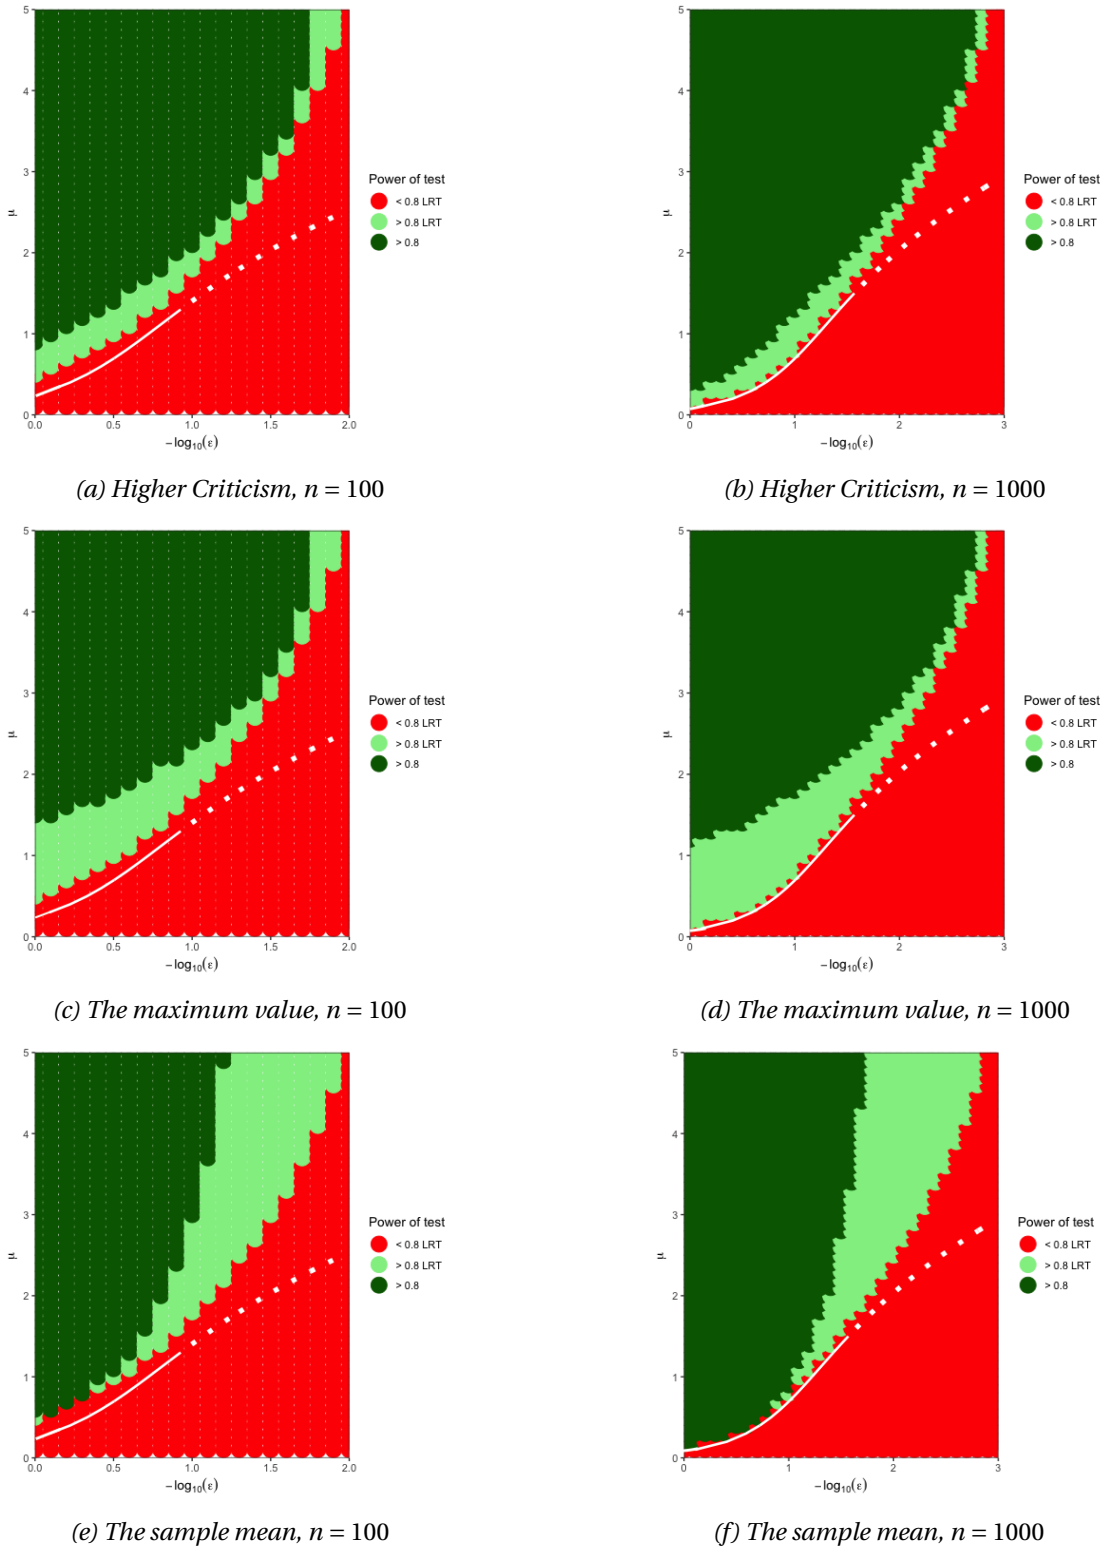 5
4
3
2
1
0
μ
0.0 0.5 1.0 1.5 2.0
−log10(ε)
Power of test
< 0.8 LRT
> 0.8 LRT
> 0.8
(a) Higher Criticism, n = 100
5
4
3
2
1
0
μ
0 1 2 3
−log10(ε)
Power of test
< 0.8 LRT
> 0.8 LRT
> 0.8
(b) Higher Criticism, n = 1000
5
4
3
2
1
0
μ
0.0 0.5 1.0 1.5 2.0
−log10(ε)
Power of test
< 0.8 LRT
> 0.8 LRT
> 0.8
(c) The maximum value, n = 100
5
4
3
2
1
0
μ
0 1 2 3
−log10(ε)
Power of test
< 0.8 LRT
> 0.8 LRT
> 0.8
(d) The maximum value, n = 1000
5
4
3
2
1
0
μ
0.0 0.5 1.0 1.5 2.0
−log10(ε)
Power of test
< 0.8 LRT
> 0.8 LRT
> 0.8
(e) The sample mean, n = 100
5
4
3
2
1
0
μ
0 1 2 3
−log10(ε)
Power of test
< 0.8 LRT
> 0.8 LRT
> 0.8
(f) The sample mean, n = 1000